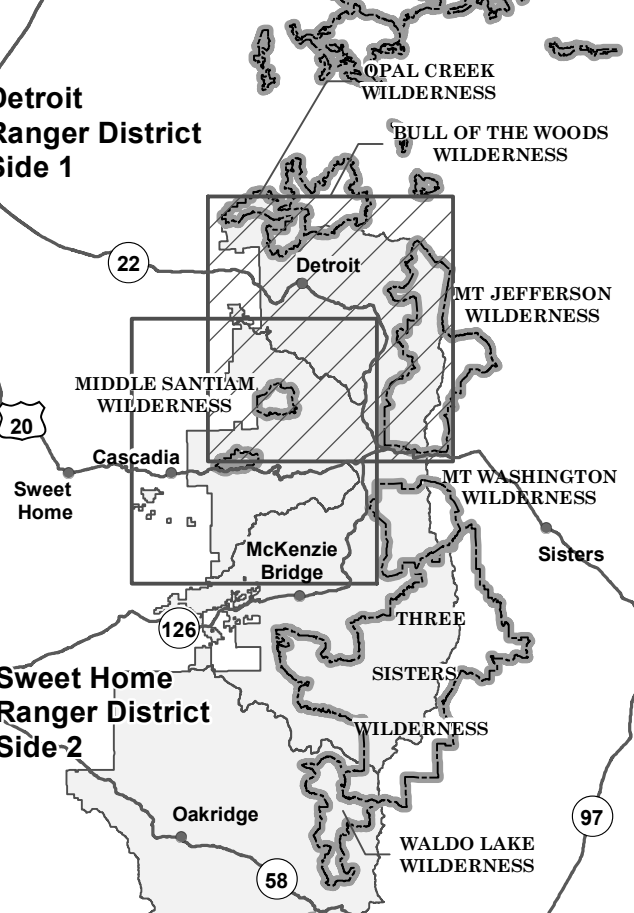 OPAL CREEK
WILDERNESS
Detroit
Ranger District
Side 1
BULL OF THE WOODS
WILDERNESS
22
Detroit
MT JEFFERSON
WILDERNESS
MIDDLE SANTIAM
WILDERNESS
20
Cascadia
Sweet
Home
MT WASHINGTON
WILDERNESS
Sisters
McKenzie
Bridge
126
THREE
SISTERS
WILDERNESS
Sweet Home
Ranger District
Side 2
Oakridge
97
WALDO LAKE
WILDERNESS
58